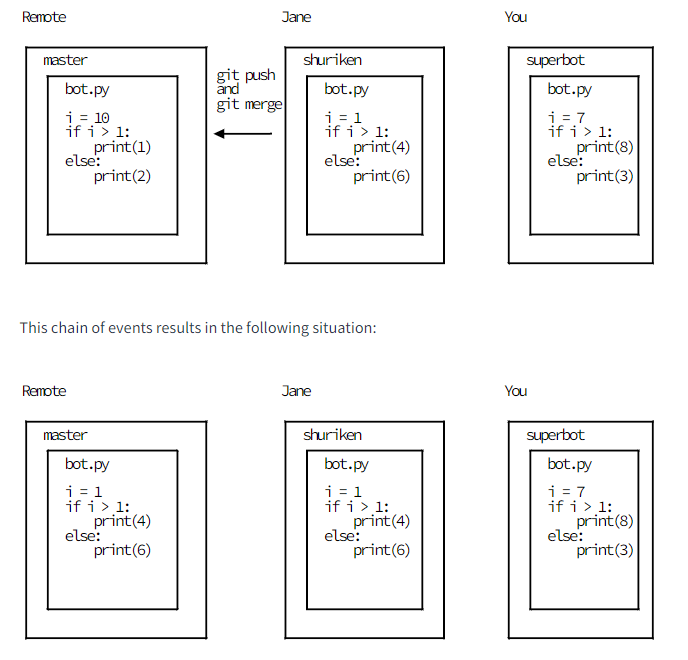 Remote Jane You
master
bot.py
i = 10
if i > 1:
print(1)
else:
print(2)
git push
and
git merge
shuriken
bot.py
i = 1
if i > 1:
print(4)
else:
print(6)
superbot
bot.py
i = 7
if i > 1:
print(8)
else:
print(3)
This chain of events results in the following situation:
Remote Jane You
master
bot.py
i = 1
if i > 1:
print(4)
else:
print(6)
shuriken
bot.py
i = 1
if i > 1:
print(4)
else:
print(6)
superbot
bot.py
i = 7
if i > 1:
print(8)
else:
print(3)